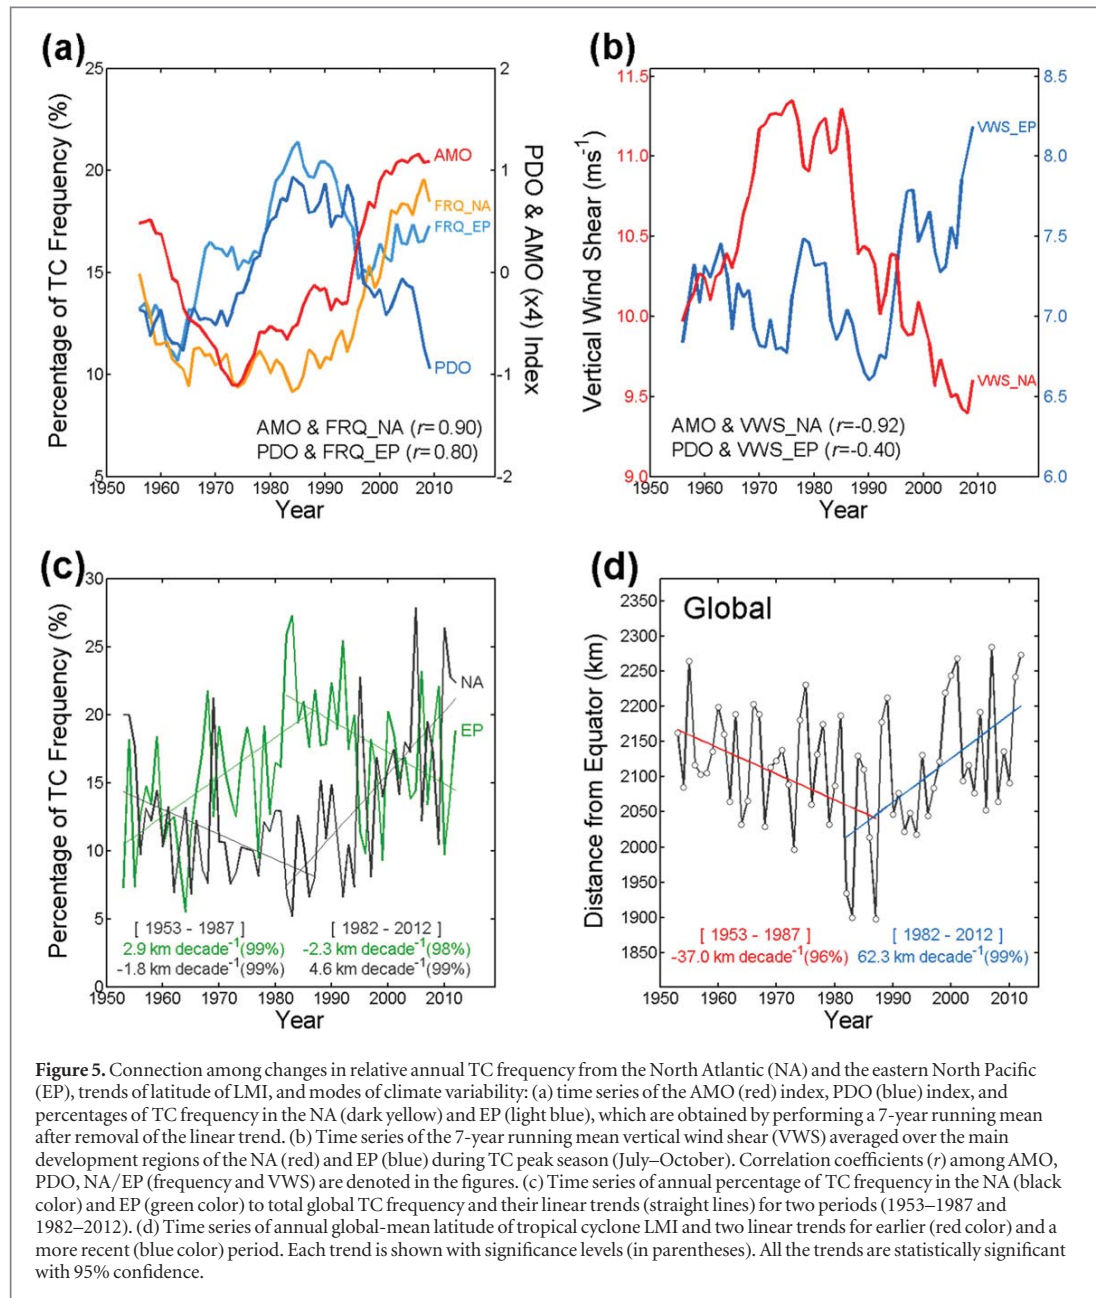 (a)
25
20
15
10
5
Percentage of TC Frequency (%)
2
1
0
-1
-2
PDO & AMO (x4) Index
AMO
FRQ_NA
FRQ_EP
PDO
AMO & FRQ_NA (r=0.90)
PDO & FRQ_EP (r=0.80)
1950 1960 1970 1980 1990 2000 2010
Year
(b)
11.5
11.0
10.5
10.0
9.5
9.0
Vertical Wind Shear (ms-1)
8.5
8.0
7.5
7.0
6.5
6.0
VWS_EP
VWS_NA
AMO & VWS_NA (r=-0.92)
PDO & VWS_EP (r=-0.40)
1950 1960 1970 1980 1990 2000 2010
Year
(c)
30
25
20
15
10
5
0
Percentage of TC Frequency (%)
NA
EP
[ 1953 - 1987 ] [ 1982 - 2012 ]
2.9 km decade-1(99%) -2.3 km decade-1(98%)
-1.8 km decade-1(99%) 4.6 km decade-1(99%)
1950 1960 1970 1980 1990 2000 2010
Year
(d)
Global
2350
2300
2250
2200
2150
2100
2050
2000
1950
1900
1850
Distance from Equator (km)
[ 1953 - 1987 ] [ 1982 - 2012 ]
-37.0 km decade-1(96%) 62.3 km decade-1(99%)
1950 1960 1970 1980 1990 2000 2010
Year
Figure 5. Connection among changes in relative annual TC frequency from the North Atlantic (NA) and the eastern North Pacific
(EP), trends of latitude of LMI, and modes of climate variability: (a) time series of the AMO (red) index, PDO (blue) index, and
percentages of TC frequency in the NA (dark yellow) and EP (light blue), which are obtained by performing a 7-year running mean
after removal of the linear trend. (b) Time series of the 7-year running mean vertical wind shear (VWS) averaged over the main
development regions of the NA (red) and EP (blue) during TC peak season (July–October). Correlation coefficients (r) among AMO,
PDO, NA/EP (frequency and VWS) are denoted in the figures. (c) Time series of annual percentage of TC frequency in the NA (black
color) and EP (green color) to total global TC frequency and their linear trends (straight lines) for two periods (1953–1987 and
1982–2012). (d) Time series of annual global-mean latitude of tropical cyclone LMI and two linear trends for earlier (red color) and a
more recent (blue color) period. Each trend is shown with significance levels (in parentheses). All the trends are statistically significant
with 95% confidence.